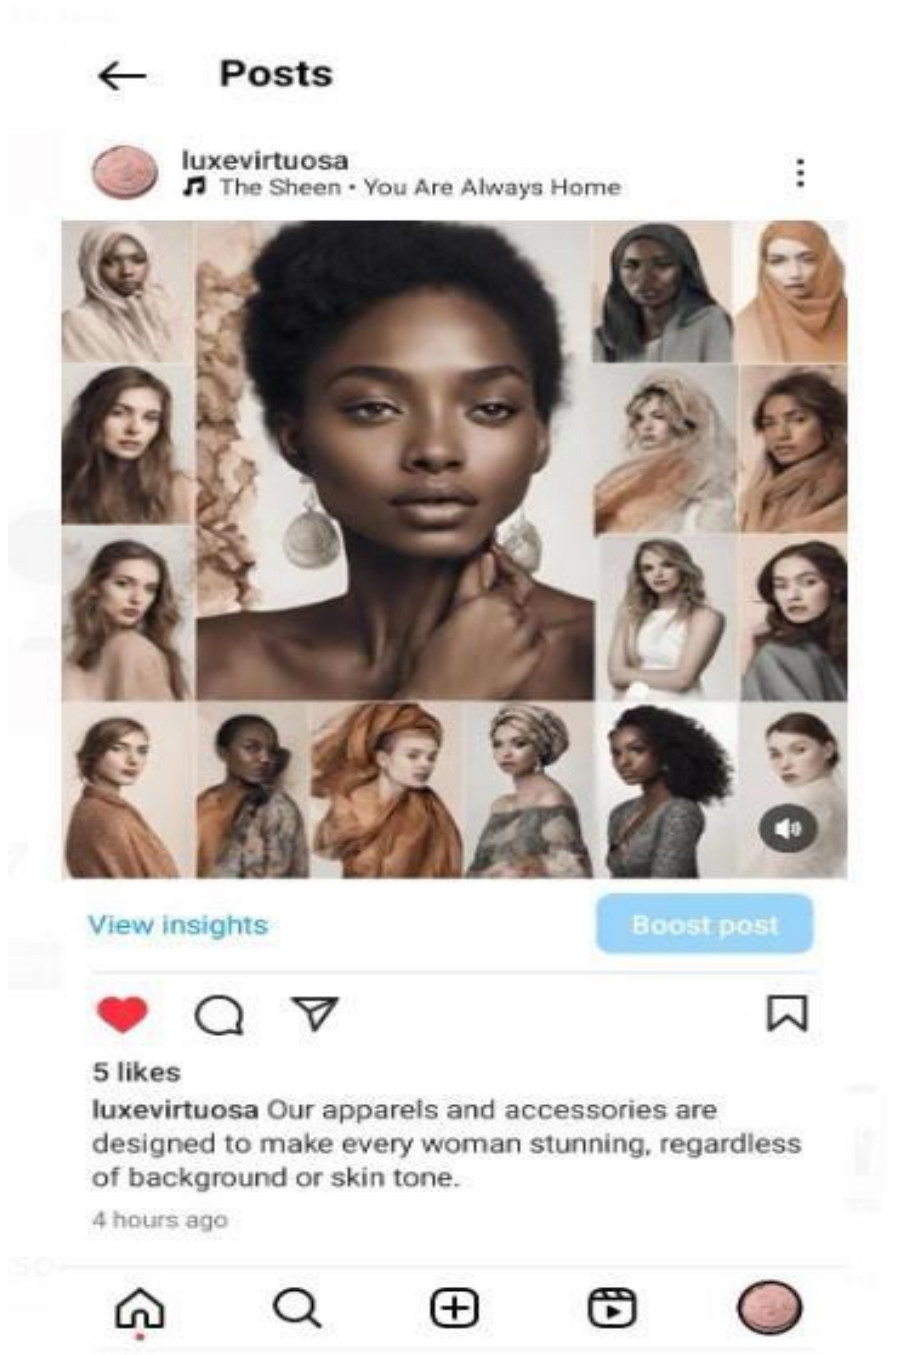 Posts
luxevirtuosa
The Sheen • You Are Always Home
View insights
Boost post
5 likes
luxevirtuosa Our apparels and accessories are
designed to make every woman stunning, regardless
of background or skin tone.
4 hours ago